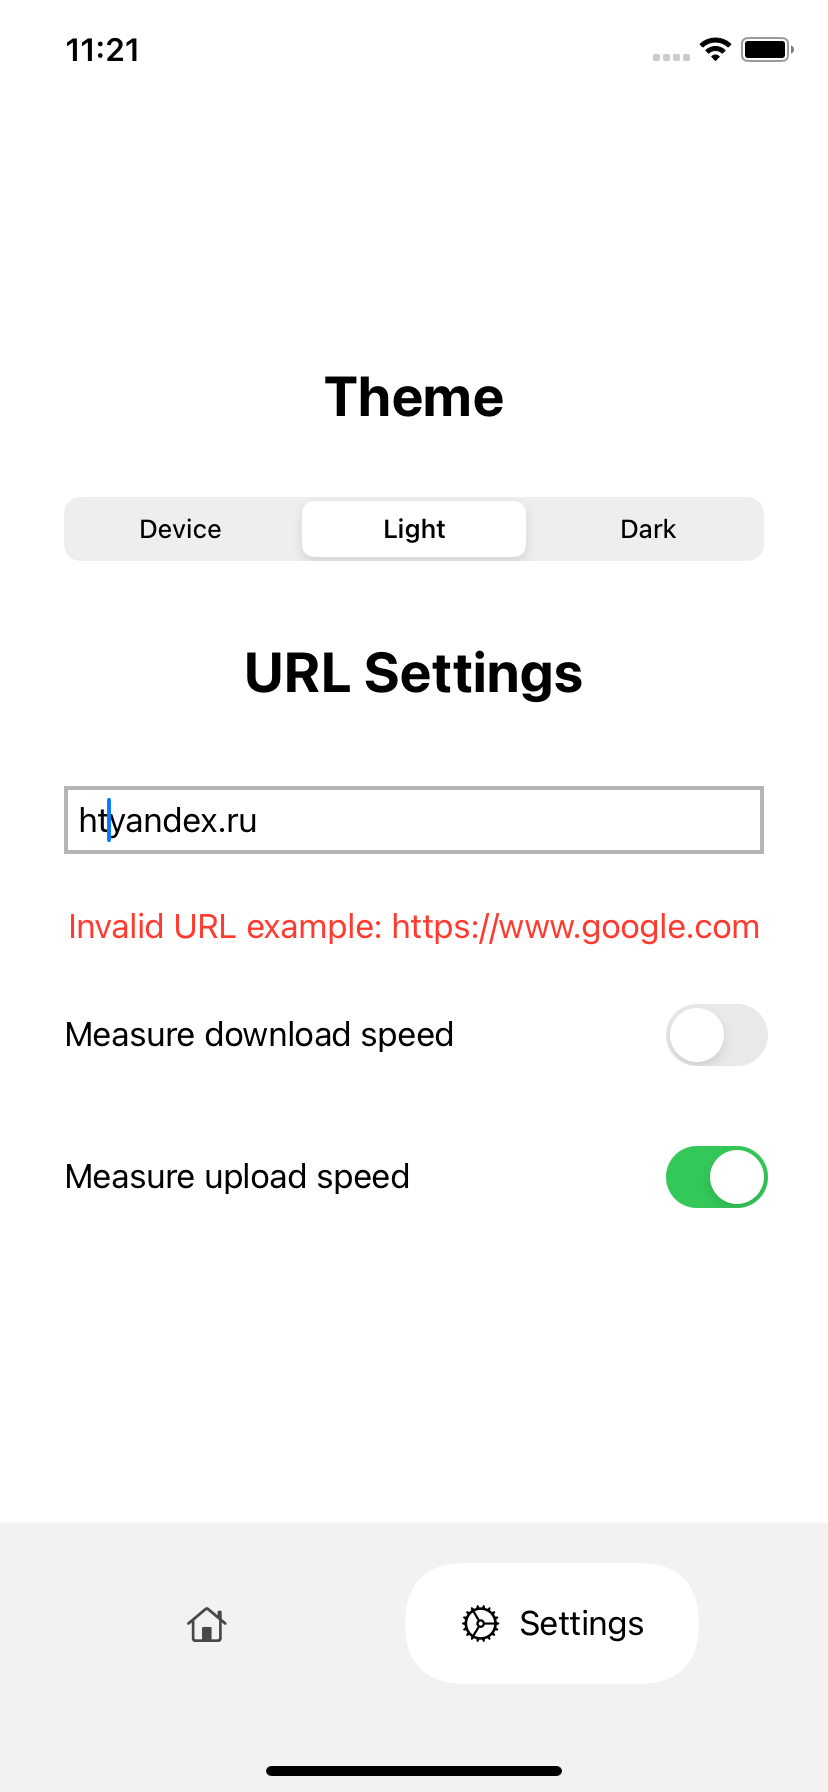 11:21
Theme
Device Light Dark
URL Settings
htyandex.ru
Invalid URL example: https://www.google.com
Measure download speed
Measure upload speed
Settings